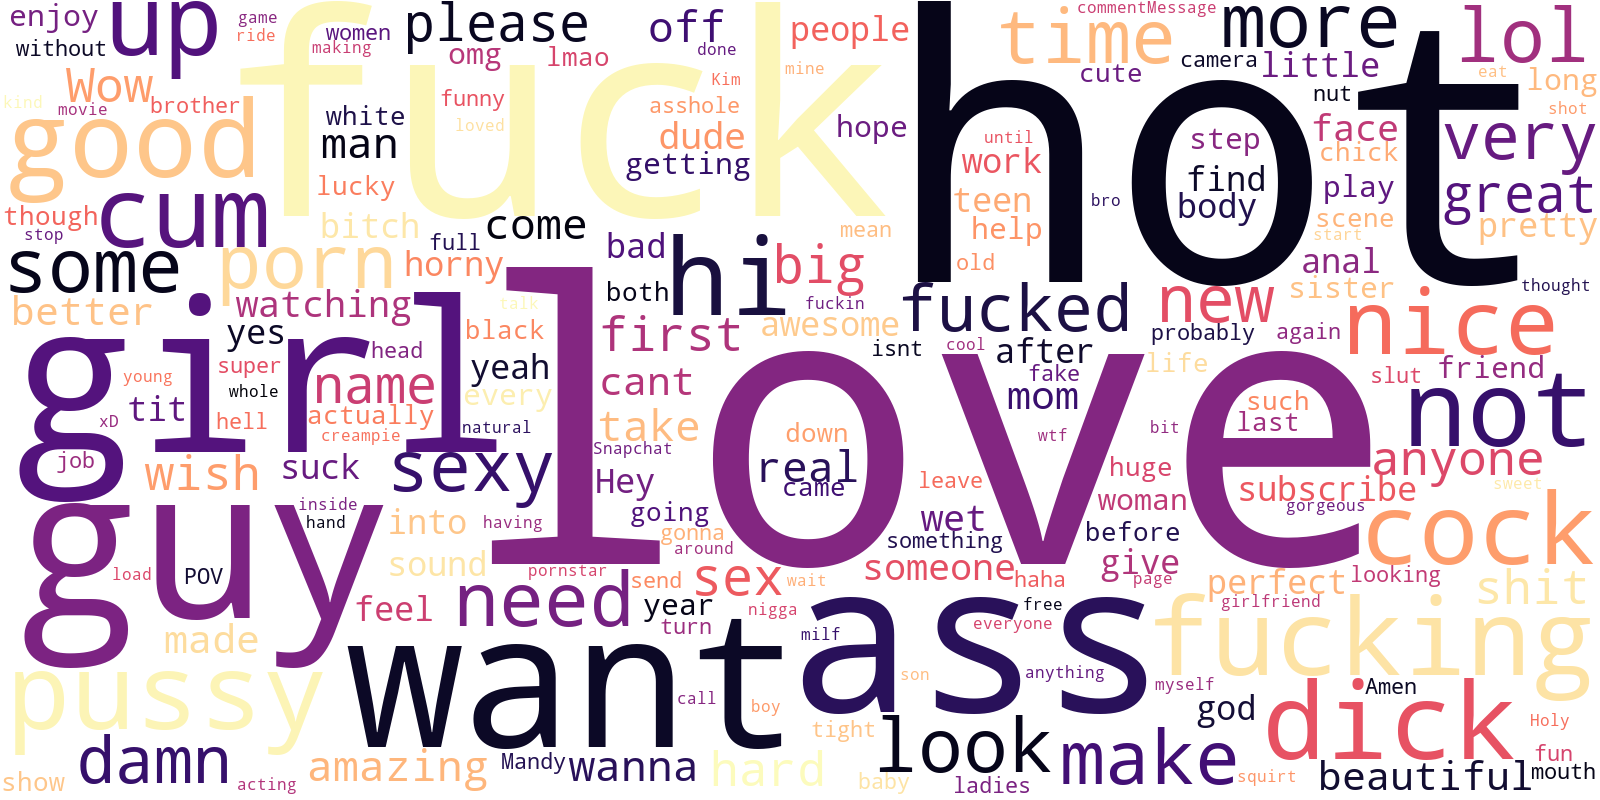 enjoy
up
fuck
please
off
people
hot
commentMessage
time
more
lol
game
ride
women
making
without
omg
lmao
done
Wow
Kim
mine
cute
camera
little
eat
long
kind
movie
brother
funny
asshole
nut
shot
good
white
loved
dude
hope
until
step
face
very
man
getting
work
chick
lucky
find
play
great
cum
teen
bro
body
though
bitch
come
mean
help
scene
pretty
stop
full
bad
start
some
porn
horny
hi
big
old
anal
both
sister
thought
better
watching
talk
fuckin
fucked
new
nice
girl
love
yes
black
first
awesome
probably
again
isnt
cool
after
head
yeah
life
super
fake
slut
friend
young
whole
name
every
cant
mom
not
tit
such
xD
hell
actually
take
last
natural
down
creampie
wtf
bit
Snapchat
job
wish
suck
sexy
real
huge
anyone
Hey
came
leave
subscribe
sweet
guy
inside
woman
gorgeous
hand
into
having
going
wet
before
cock
gonna
something
sound
around
give
load
POV
pornstar
send
sex
wait
someone
haha
page
perfect
looking
shit
feel
need
year
nigga
ass
free
girlfriend
turn
milf
everyone
fucking
made
want
pussy
son
anything
myself
Amen
dick
call
boy
god
Holy
tight
look
damn
amazing
Mandy
wanna
hard
make
fun
show
acting
baby
ladies
squirt
beautiful
mouth